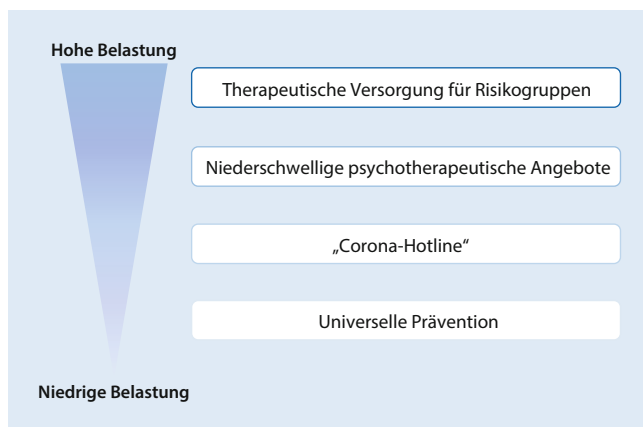 Hohe Belastung
Therapeutische Versorgung für Risikogruppen
Niederschwellige psychotherapeutische Angebote
„Corona-Hotline“
Universelle Prävention
Niedrige Belastung